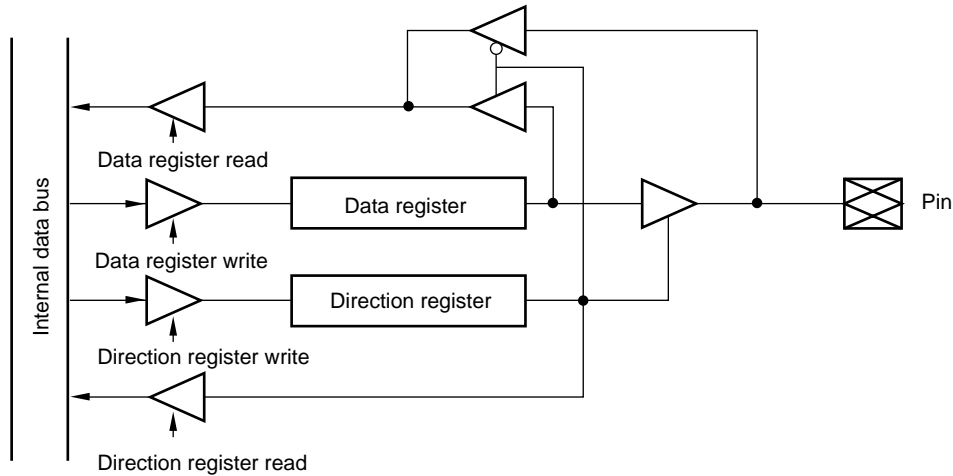 Data register read
Data register
Pin
Data register write
Internal data bus
Direction register
Direction register write
Direction register read